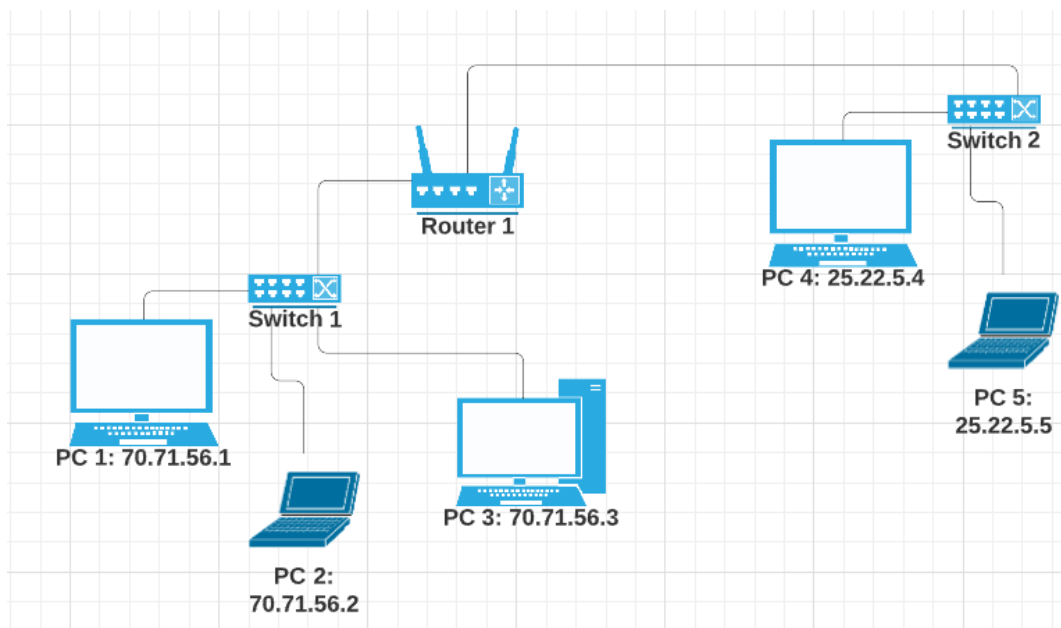 Switch 2
Router 1
PC 4: 25.22.5.4
Switch 1
PC 5:
25.22.5.5
PC 1: 70.71.56.1
PC 3: 70.71.56.3
PC 2:
70.71.56.2